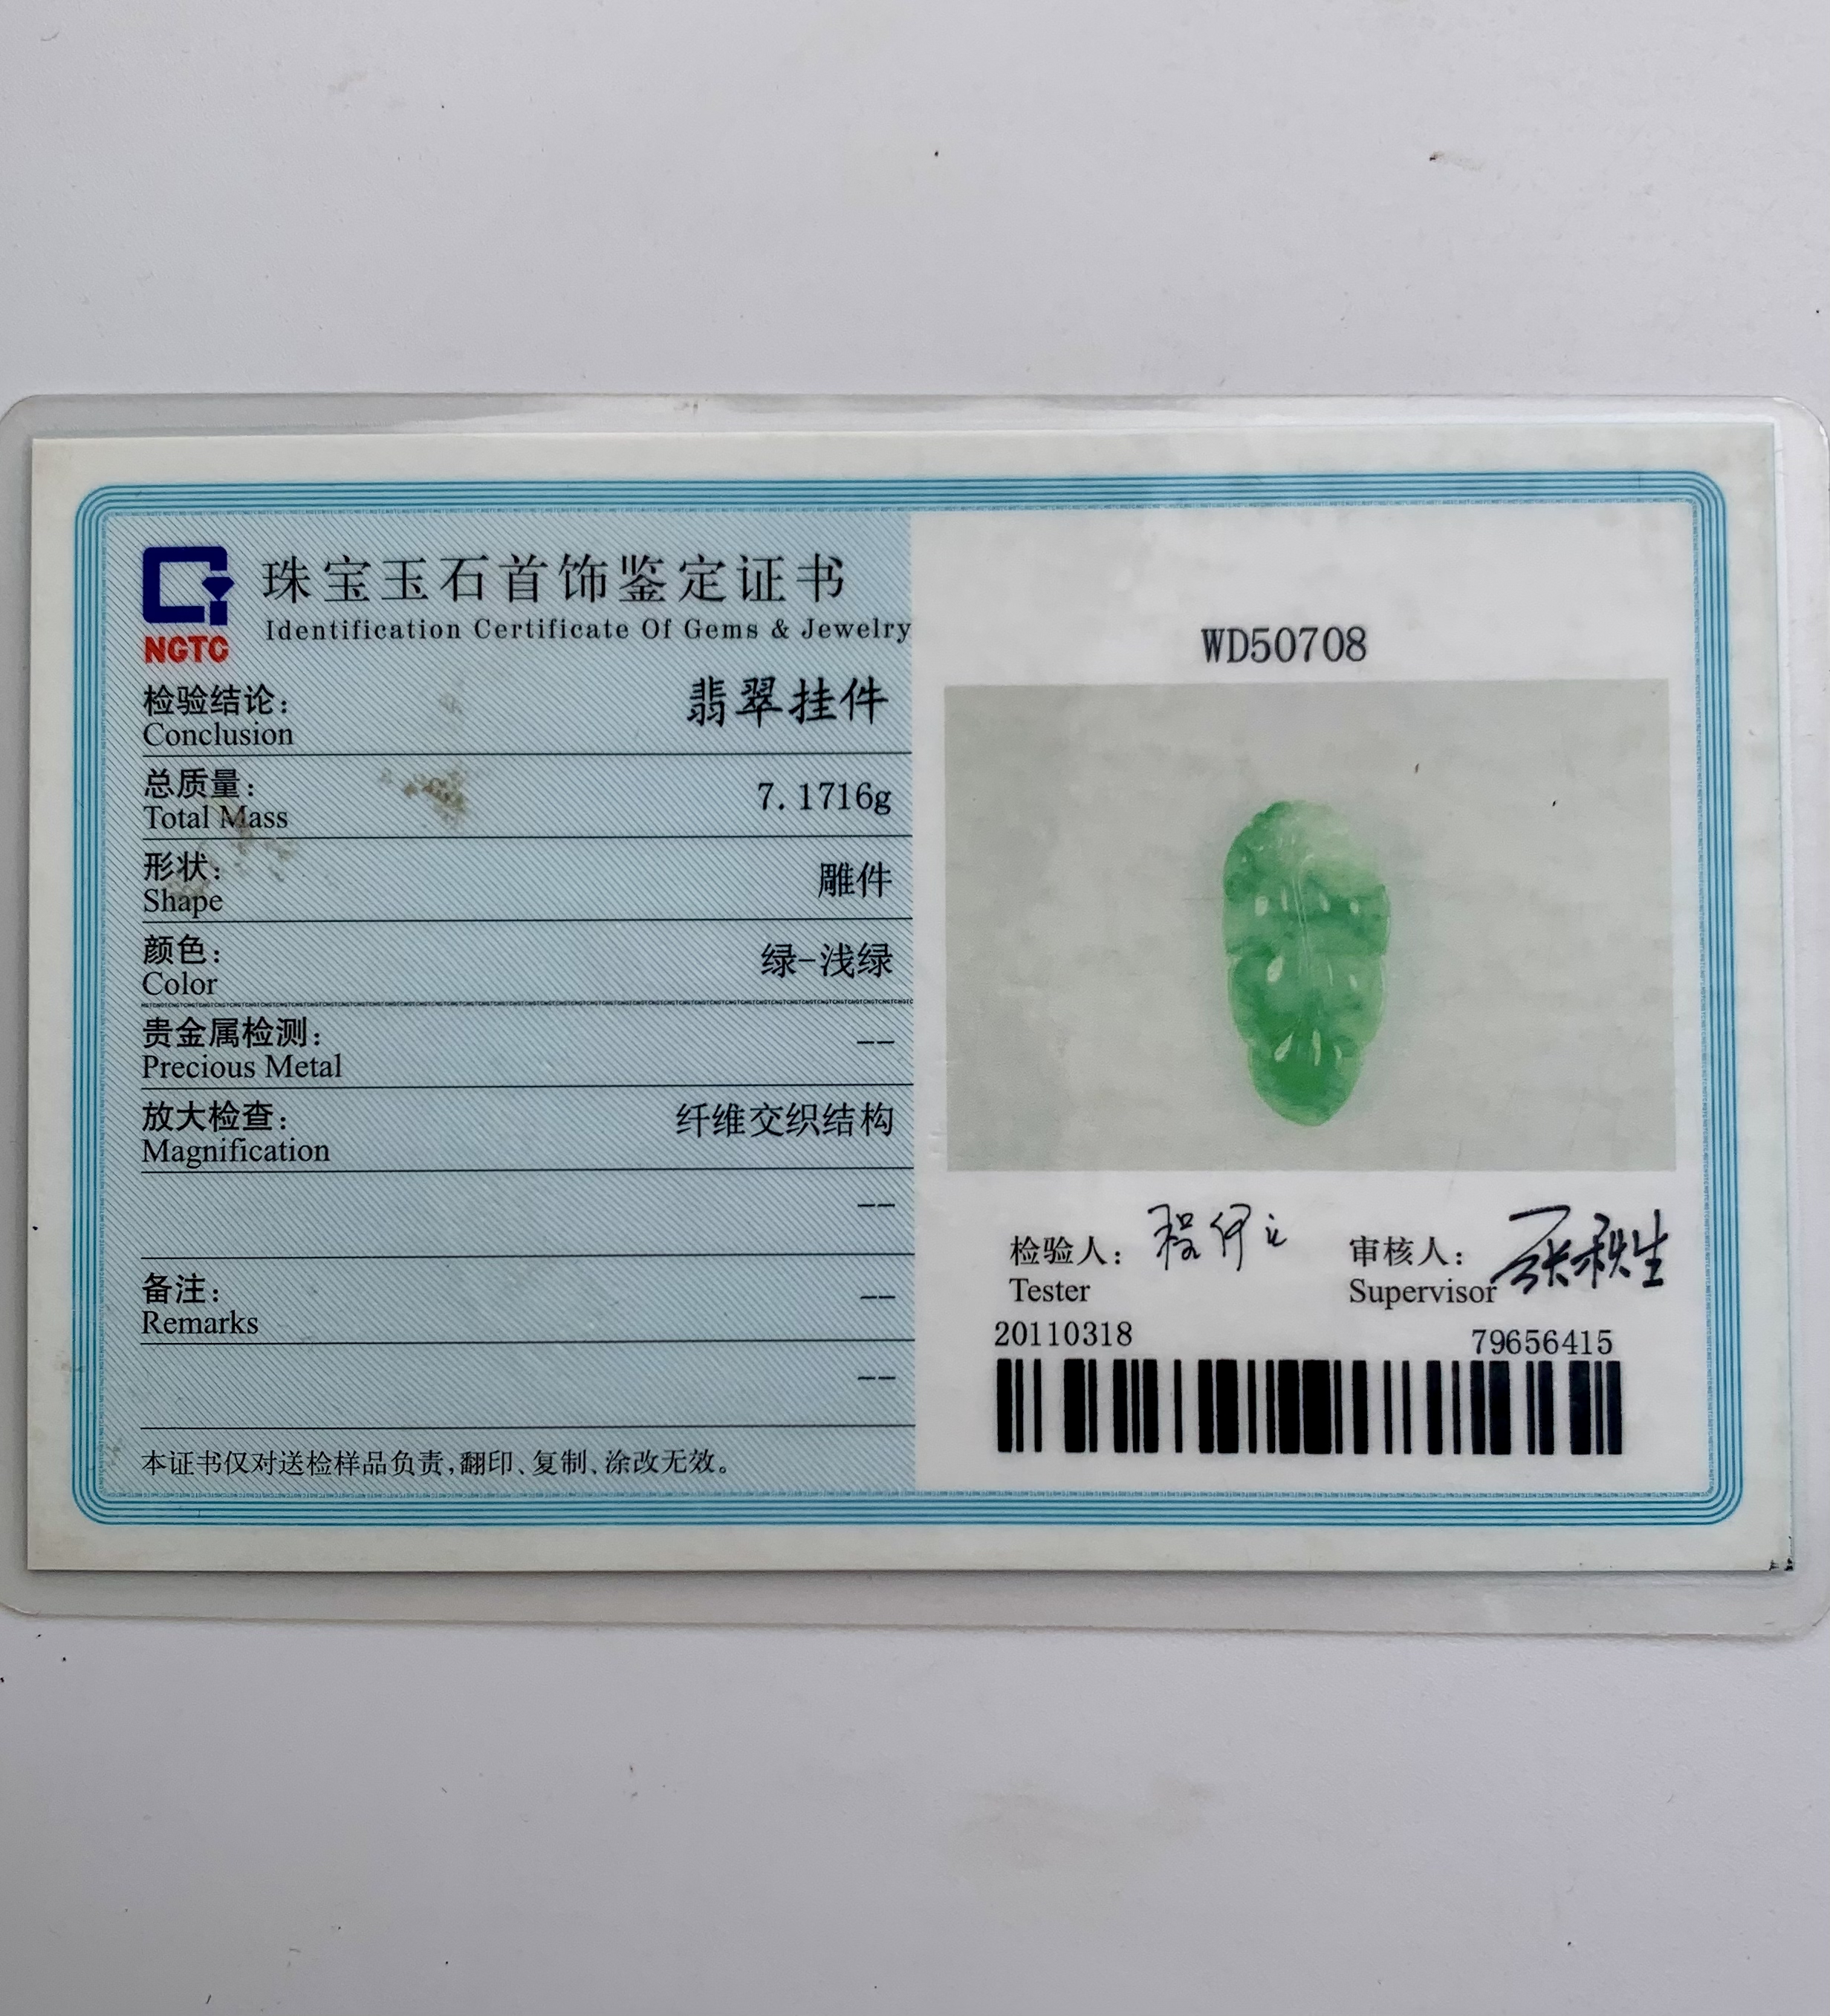 珠宝玉石首饰鉴定证书
Identification Certificate Of Gems & Jewelry
NGTC
检验结论: 翡翠挂件
Conclusion
总质量: 7.1716g
Total Mass
形状: 雕件
Shape
颜色: 绿-浅绿
Color
贵金属检测: --
Precious Metal
放大检查: 纤维交织结构
Magnification
--
备注: --
Remarks
--
本证书仅对送检样品负责,翻印、复制、涂改无效。
WD50708
检验人: 审核人: 张秋生
Tester Supervisor
20110318 79656415